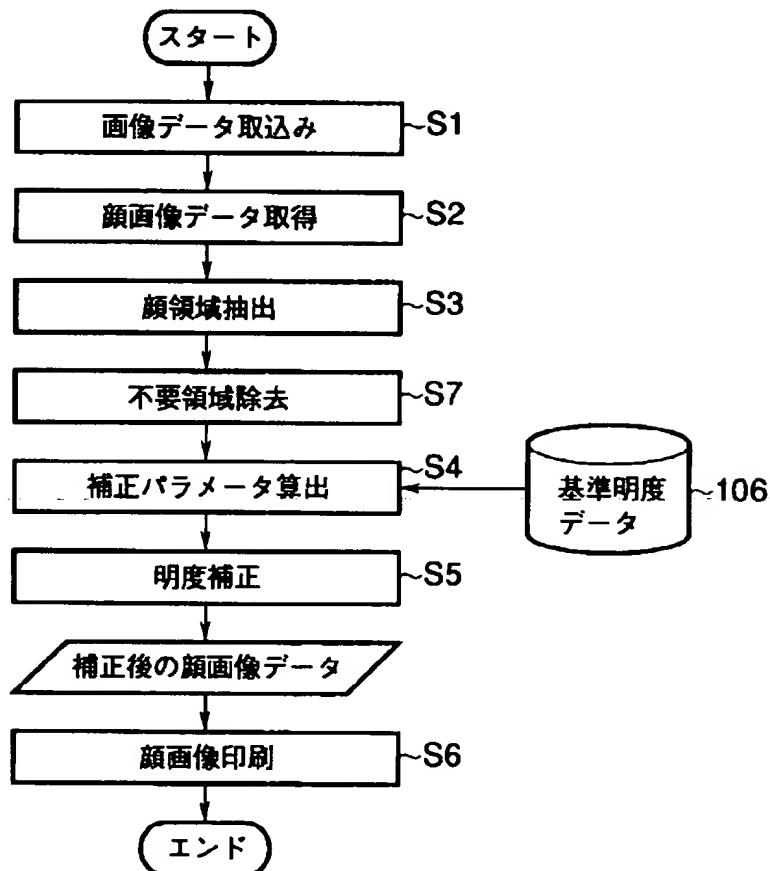 スタート
画像データ取込み
S1
顔画像データ取得
S2
顔領域抽出
S3
不要領域除去
S7
補正パラメータ算出
S4
基準明度
データ
106
明度補正
S5
補正後の顔画像データ
顔画像印刷
S6
エンド